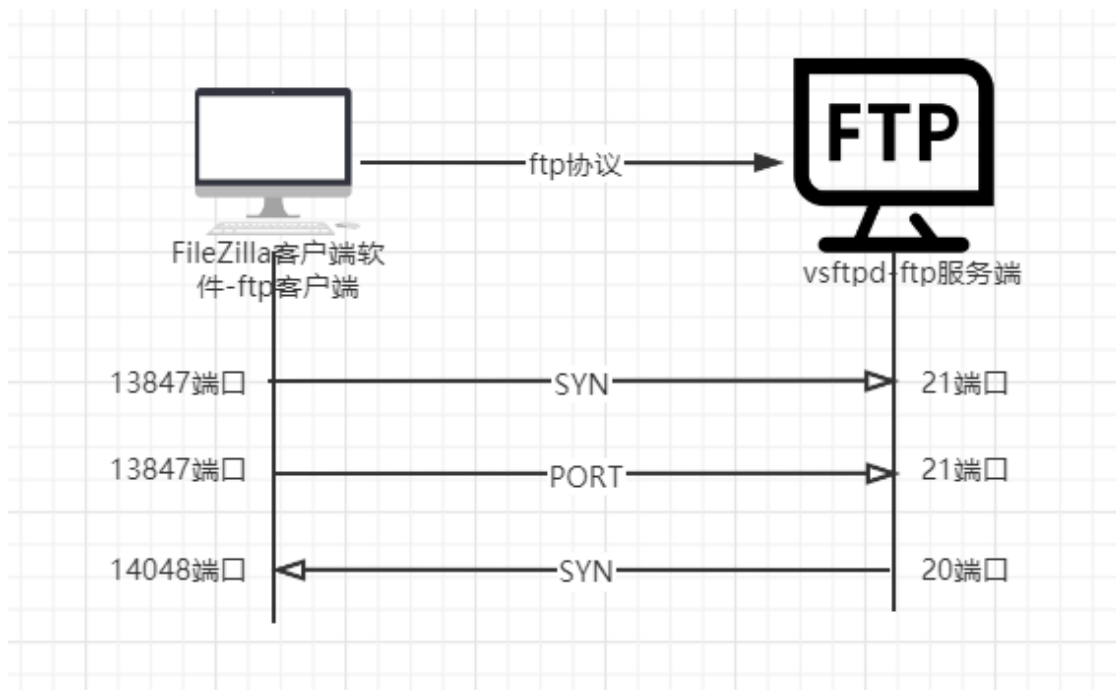 FTP
ftp协议
FileZilla客户端软
件-ftp客户端
vsftpd-ftp服务端
13847端口
SYN
21端口
13847端口
PORT
21端口
14048端口
SYN
20端口